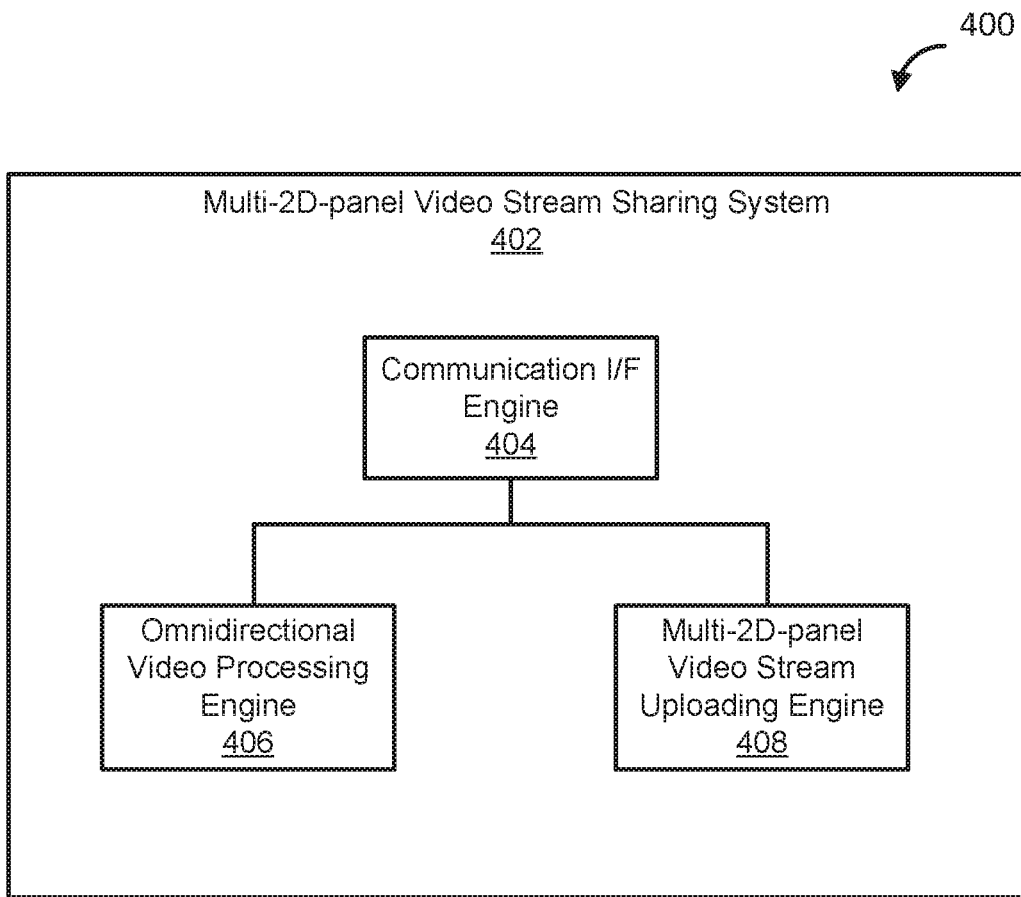 400
Multi-2D-panel Video Stream Sharing System
402
Communication I/F
Engine
404
Omnidirectional
Video Processing
Engine
406
Multi-2D-panel
Video Stream
Uploading Engine
408